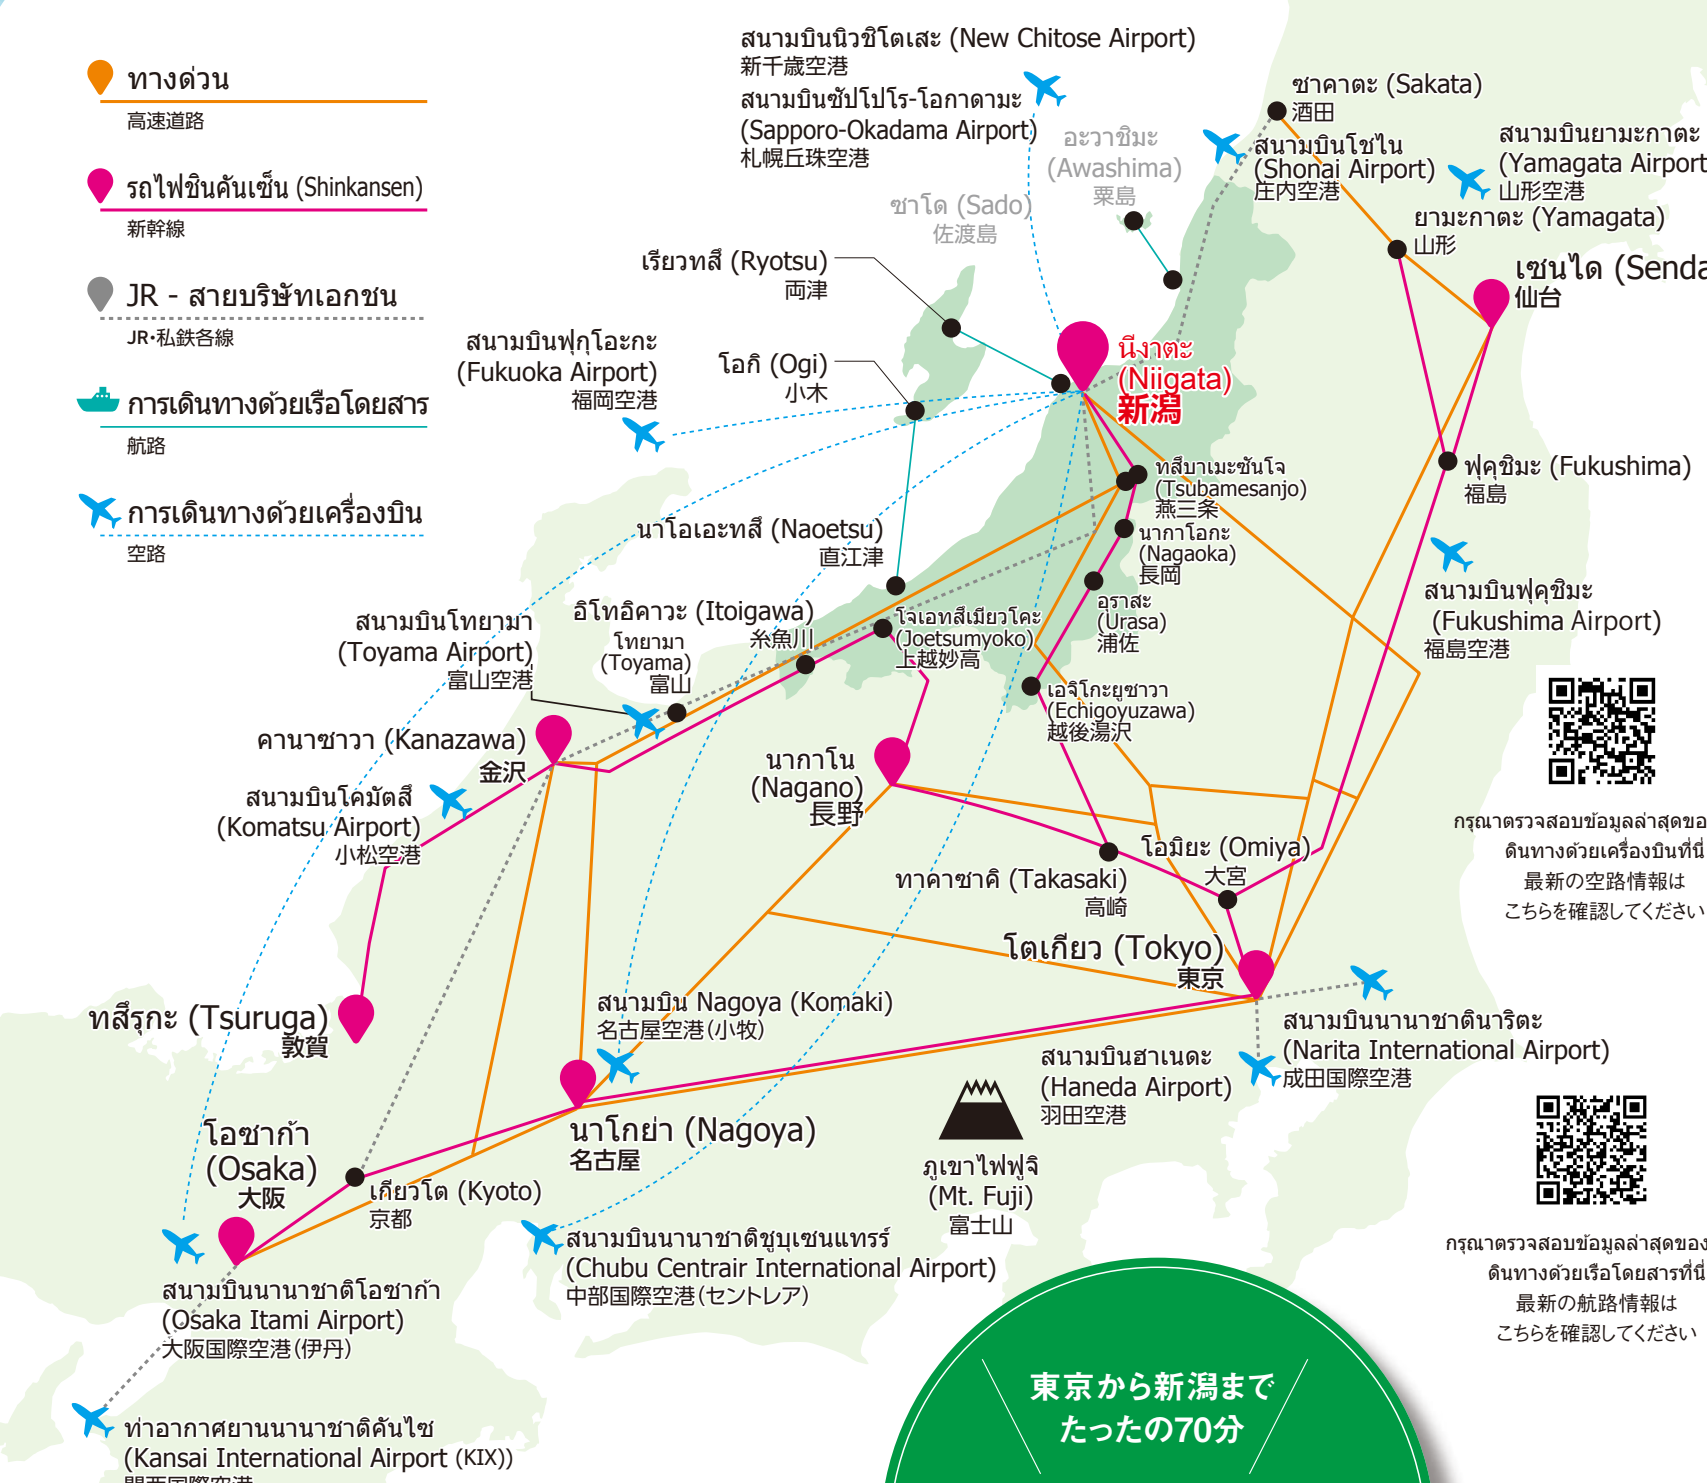 ทางด่วน
高速道路
รถไฟชินคันเซ็น (Shinkansen)
新幹線
JR - สายบริษัทเอกชน
JR・私鉄各線
การเดินทางด้วยเรือโดยสาร
航路
การเดินทางด้วยเครื่องบิน
空路
สนามบินนิวชิโตเสะ (New Chitose Airport)
新千歳空港
สนามบินซัปโปโร-โอกาดามะ
(Sapporo-Okadama Airport)
札幌丘珠空港
อะวาชิมะ
(Awashima)
粟島
ซาโด (Sado)
佐渡島
เรียวทสึ (Ryotsu)
両津
โอกิ (Ogi)
小木
สนามบินฟุกุโอะกะ
(Fukuoka Airport)
福岡空港
ซาคาตะ (Sakata)
酒田
สนามบินโชไน
(Shonai Airport)
庄内空港
สนามบินยามะกาตะ
(Yamagata Airport
山形空港
ยามะกาตะ (Yamagata)
山形
เซนได (Senda
仙台
นีงาตะ
(Niigata)
新潟
ทสึบาเมะซันโจ
(Tsubamesanjo)
燕三条
นากาโอกะ
(Nagaoka)
長岡
อุราสะ
(Urasa)
浦佐
เอจิโกะยูซาวา
(Echigoyuzawa)
越後湯沢
ฟุคุชิมะ (Fukushima)
福島
สนามบินฟุคุชิมะ
(Fukushima Airport)
福島空港
นาโอเอะทสึ (Naoetsu)
直江津
อิโทอิคาวะ (Itoigawa)
糸魚川
โจเอทสึเมียวโคะ
(Joetsumyoko)
上越妙高
สนามบินโทยามา
(Toyama Airport)
富山空港
โทยามา
(Toyama)
富山
คานาซาวา (Kanazawa)
金沢
สนามบินโคมัตสึ
(Komatsu Airport)
小松空港
นากาโน
(Nagano)
長野
ทาคาซาคิ (Takasaki)
高崎
โอมิยะ (Omiya)
大宮
โตเกียว (Tokyo)
東京
กรุณาตรวจสอบข้อมูลล่าสุดขอ
ดินทางด้วยเครื่องบินที่นี่
最新の空路情報は
こちらを確認してください
ทสึรุกะ (Tsuruga)
敦賀
สนามบิน Nagoya (Komaki)
名古屋空港(小牧)
นาโกย่า (Nagoya)
名古屋
สนามบินฮาเนดะ
(Haneda Airport)
羽田空港
สนามบินนานาชาตินาริตะ
(Narita International Airport)
成田国際空港
โอซาก้า
(Osaka)
大阪
เกียวโต (Kyoto)
京都
ภูเขาไฟฟูจิ
(Mt. Fuji)
富士山
สนามบินนานาชาติชูบุเซนแทรร์
(Chubu Centrair International Airport)
中部国際空港(セントレア)
กรุณาตรวจสอบข้อมูลล่าสุดของ
ดินทางด้วยเรือโดยสารที่นี่
最新の航路情報は
こちらを確認してください
สนามบินนานาชาติโอซาก้า
(Osaka Itami Airport)
大阪国際空港(伊丹)
ท่าอากาศยานนานาชาติคันไซ
(Kansai International Airport (KIX))
東京から新潟まで
たったの70分